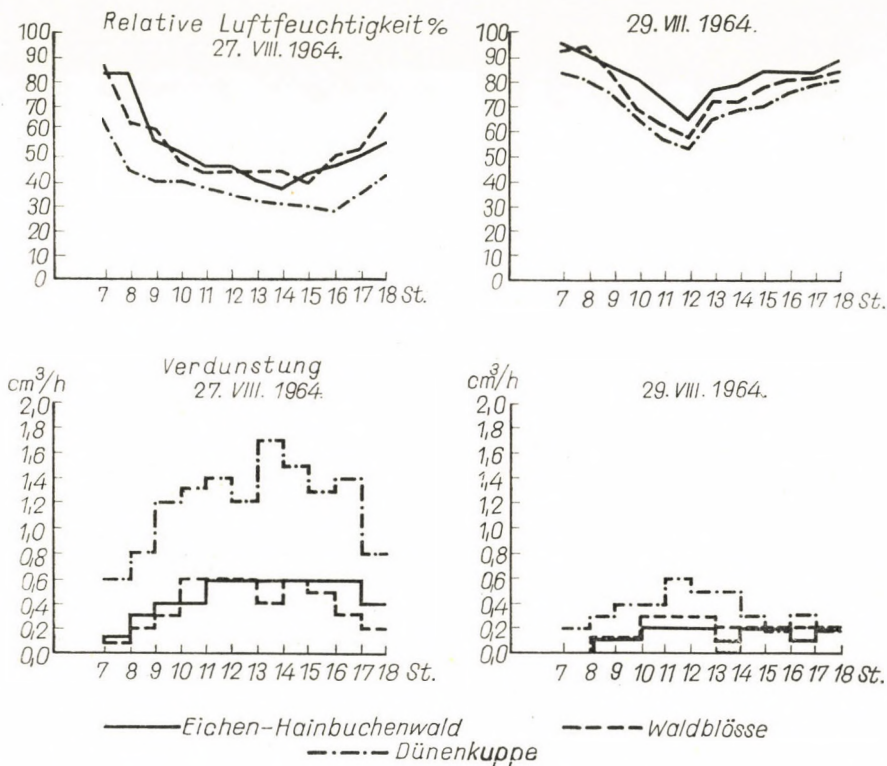 Relative Luftfeuchtigkeit %
27. VIII. 1964.
100
90
80
70
60
50
40
30
20
10
0
7 8 9 10 11 12 13 14 15 16 17 18 St.
29. VIII. 1964.
100
90
80
70
60
50
40
30
20
10
0
7 8 9 10 11 12 13 14 15 16 17 18 St.
Verdunstung
27. VIII. 1964.
cm³/h
2,0
1,8
1,6
1,4
1,2
1,0
0,8
0,6
0,4
0,2
0,0
7 8 9 10 11 12 13 14 15 16 17 18 St.
29. VIII. 1964.
cm³/h
2,0
1,8
1,6
1,4
1,2
1,0
0,8
0,6
0,4
0,2
0,0
7 8 9 10 11 12 13 14 15 16 17 18 St.
Eichen-Hainbuchenwald
Waldblösse
Dünenkuppe